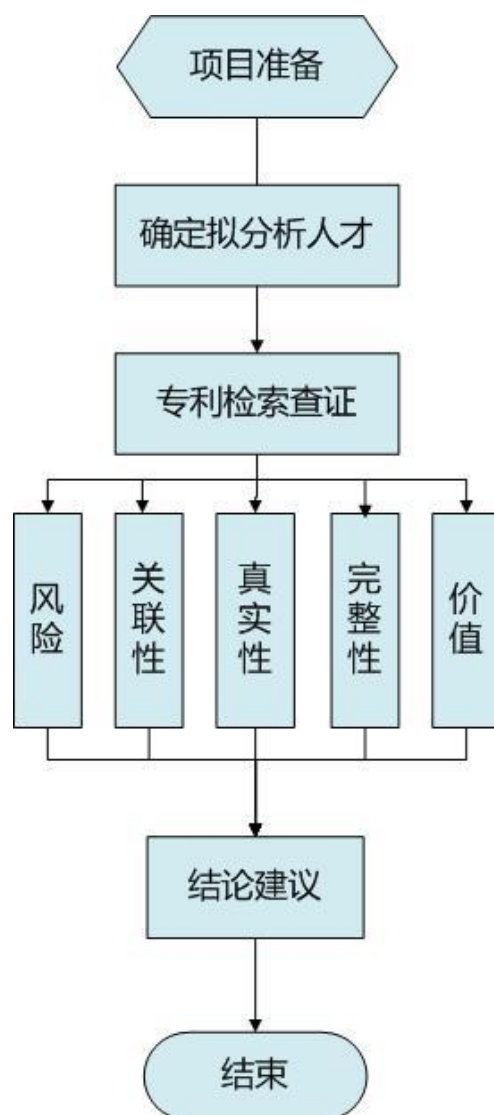 项目准备
确定拟分析人才
专利检索查证
风险
关联性
真实性
完整性
价值
结论建议
结束